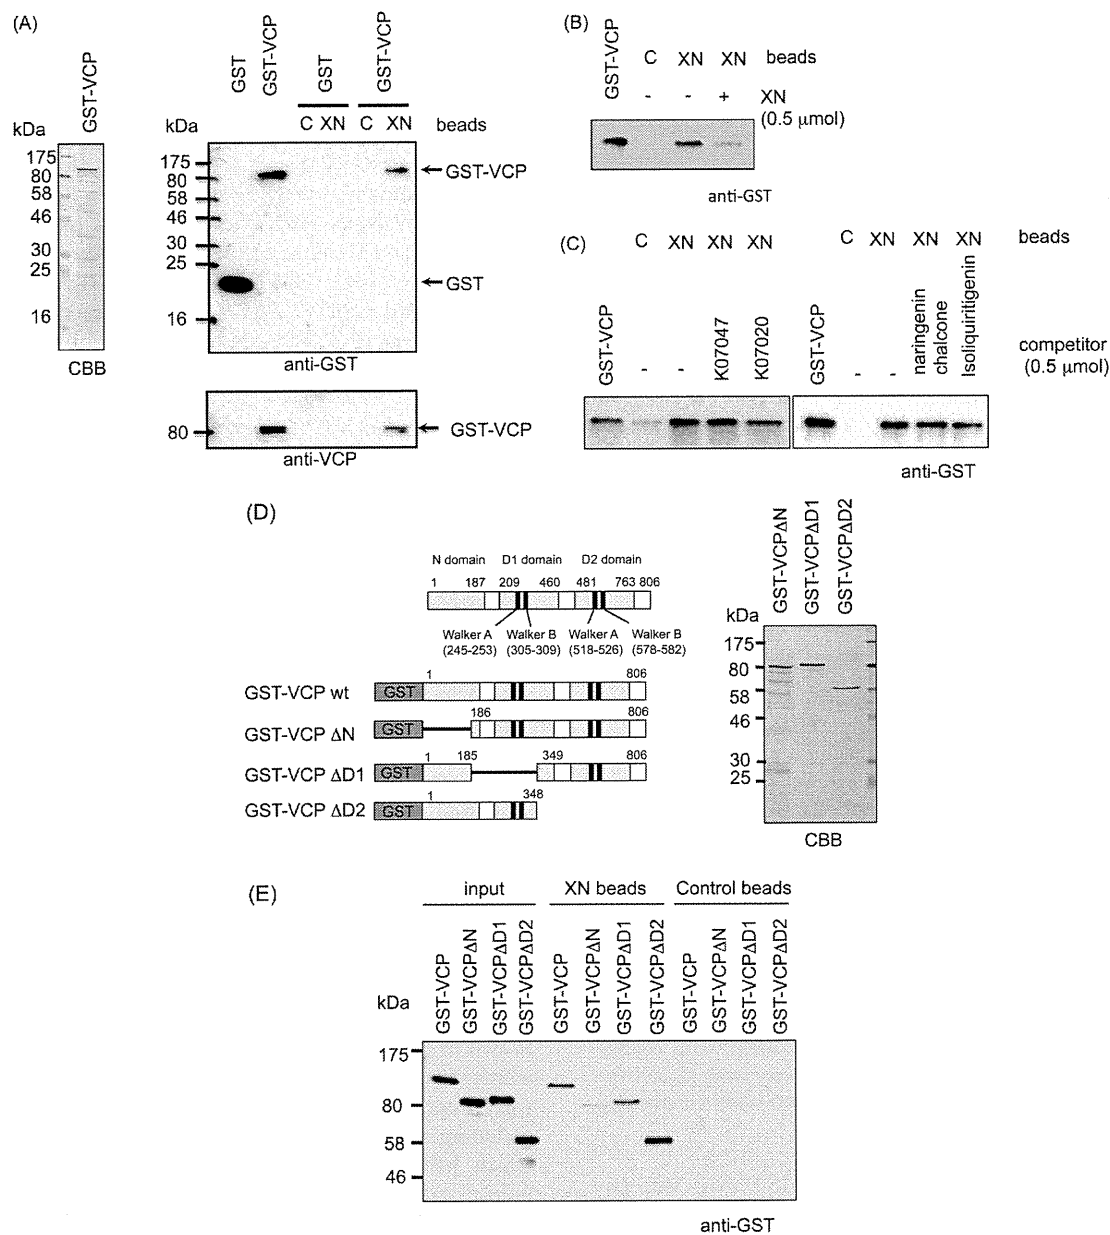 (A)
GST-VCP
kDa
175
80
58
46
30
25
16
CBB
GST
GST-VCP
GST
GST-VCP
C XN C XN beads
kDa
175
80
58
46
30
25
16
GST-VCP
GST
anti-GST
80
GST-VCP
anti-VCP
(B)
GST-VCP
C XN XN beads
- - + XN
(0.5 μmol)
anti-GST
(C)
C XN XN XN
GST-VCP
- - K07047 K07020
C XN XN XN beads
GST-VCP
- - naringenin chalcone Isoliquiritigenin
competitor
(0.5 μmol)
anti-GST
(D)
N domain D1 domain D2 domain
1 187 209 460 481 763 806
Walker A Walker B Walker A Walker B
(245-253) (305-309) (518-526) (578-582)
1 806
GST-VCP wt GST
186 806
GST-VCP ΔN GST
1 185 349 806
GST-VCP ΔD1 GST
1 348
GST-VCP ΔD2 GST
GST-VCPΔN
GST-VCPΔD1
GST-VCPΔD2
kDa
175
80
58
46
30
25
CBB
(E)
input XN beads Control beads
GST-VCP
GST-VCPΔN
GST-VCPΔD1
GST-VCPΔD2
GST-VCP
GST-VCPΔN
GST-VCPΔD1
GST-VCPΔD2
GST-VCP
GST-VCPΔN
GST-VCPΔD1
GST-VCPΔD2
kDa
175
80
58
46
anti-GST